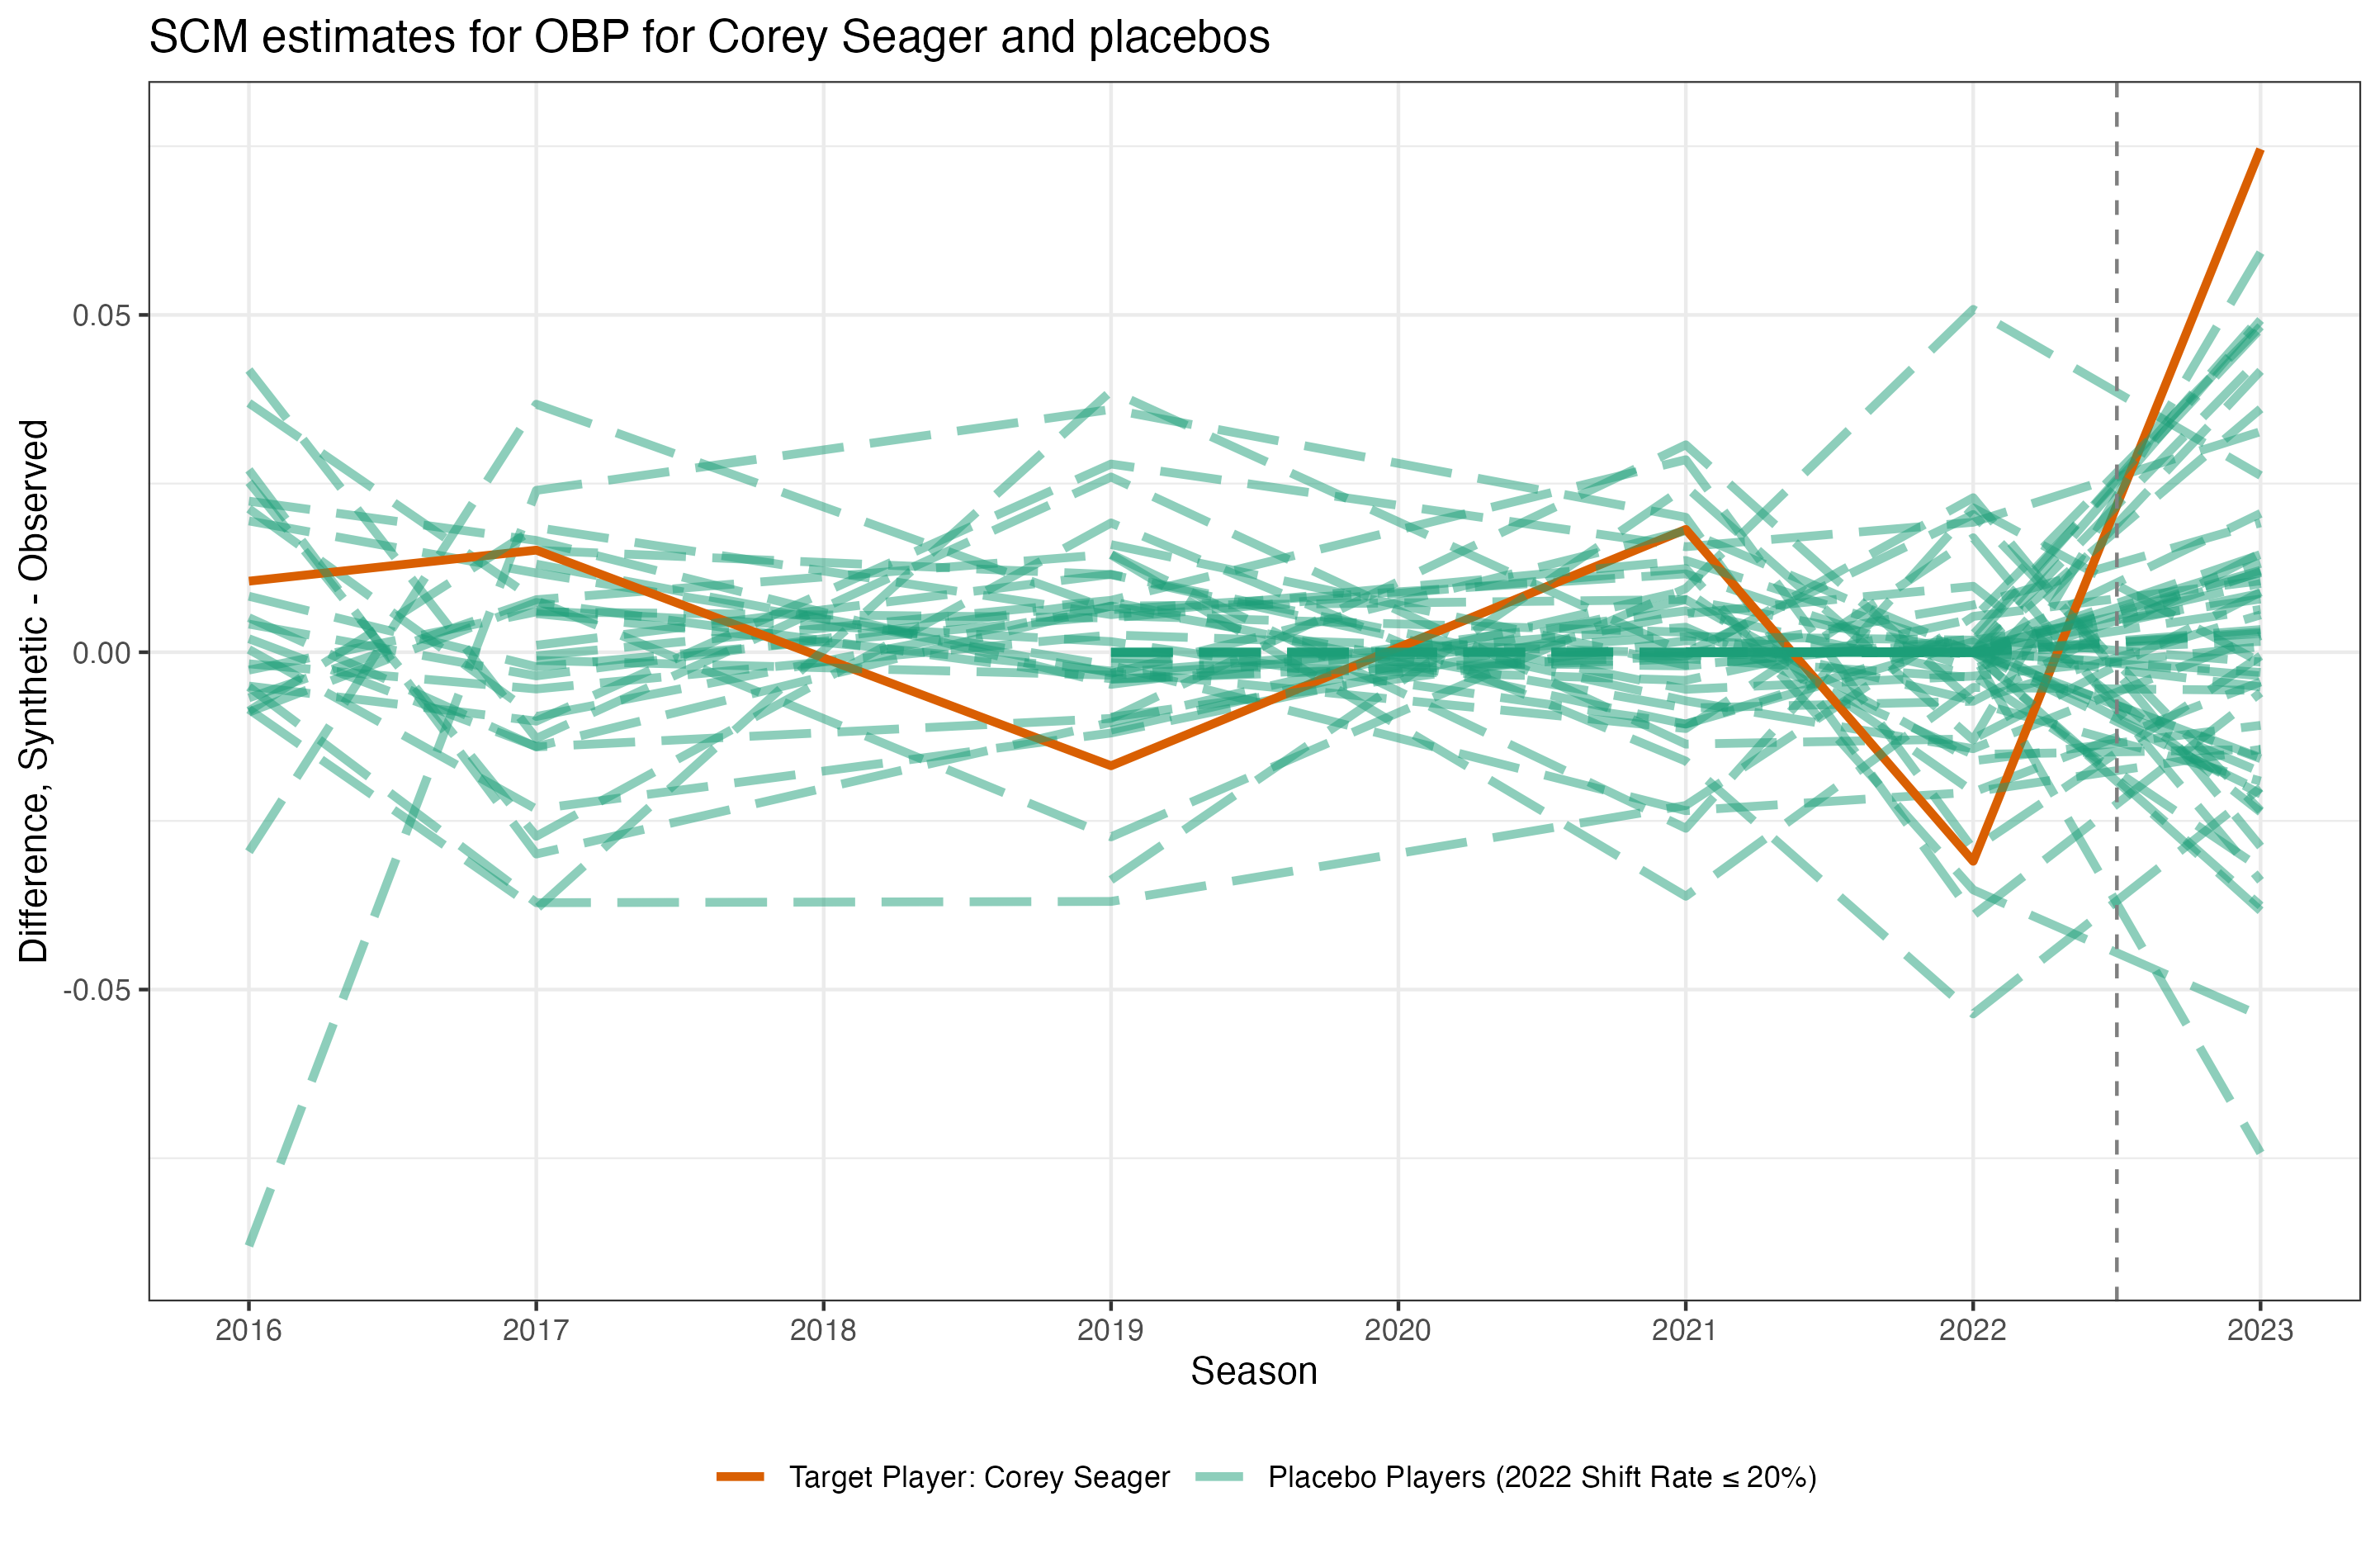 SCM estimates for OBP for Corey Seager and placebos
Difference, Synthetic - Observed
0.05
0.00
-0.05
2016 2017 2018 2019 2020 2021 2022 2023
Season
Target Player: Corey Seager Placebo Players (2022 Shift Rate ≤ 20%)